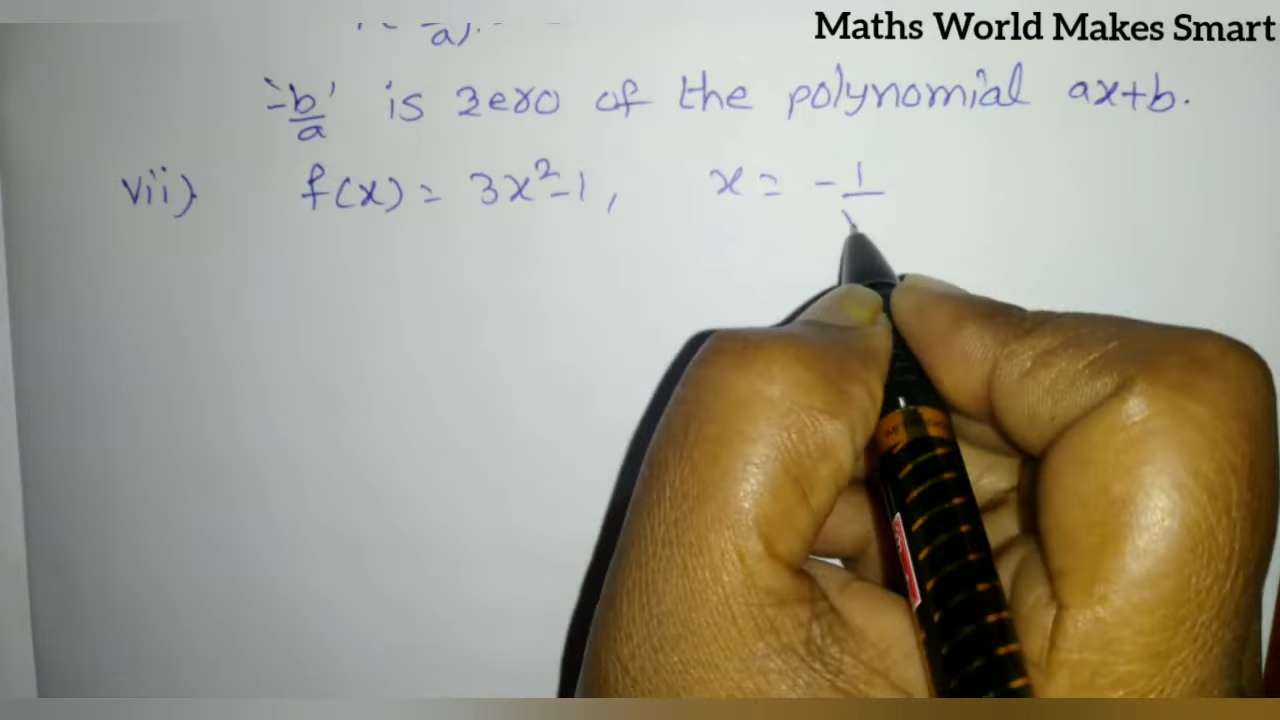 Maths World Makes Smart
a).
'-b/a' is zero of the polynomial ax+b.
vii) f(x) = 3x²-1, x = -1